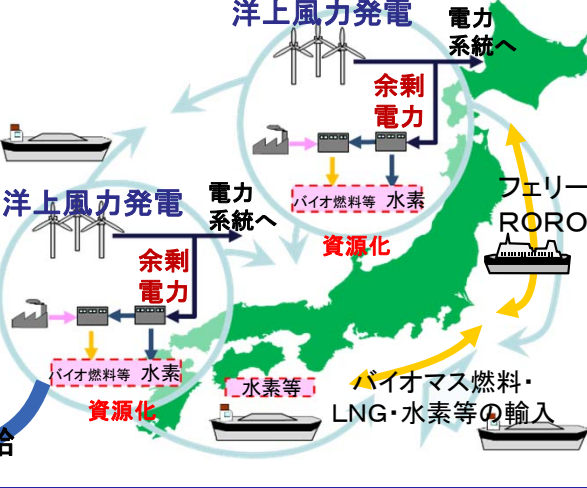 洋上風力発電
電力
系統へ
余剰
電力
バイオ燃料等 水素
資源化
フェリー
RORO
洋上風力発電
電力
系統へ
余剰
電力
バイオ燃料等 水素
資源化
水素等
バイオマス燃料・
LNG・水素等の輸入
給